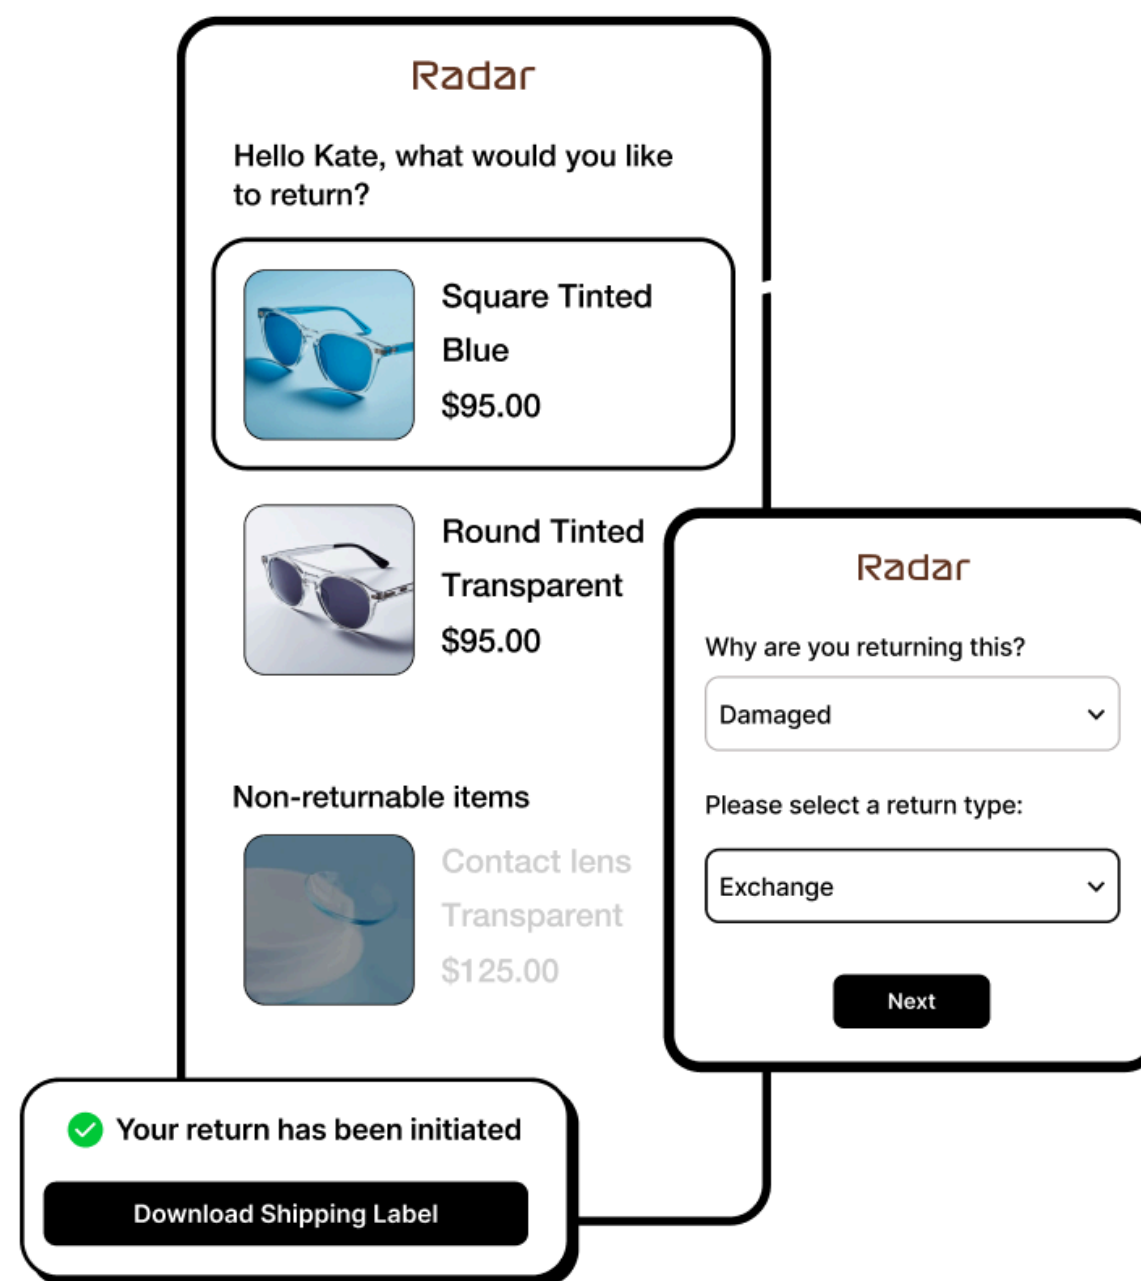 Radar
Hello Kate, what would you like
to return?
Square Tinted
Blue
$95.00
Round Tinted
Transparent
$95.00
Non-returnable items
Contact lens
Transparent
$125.00
Radar
Why are you returning this?
Damaged
Please select a return type:
Exchange
Next
Your return has been initiated
Download Shipping Label